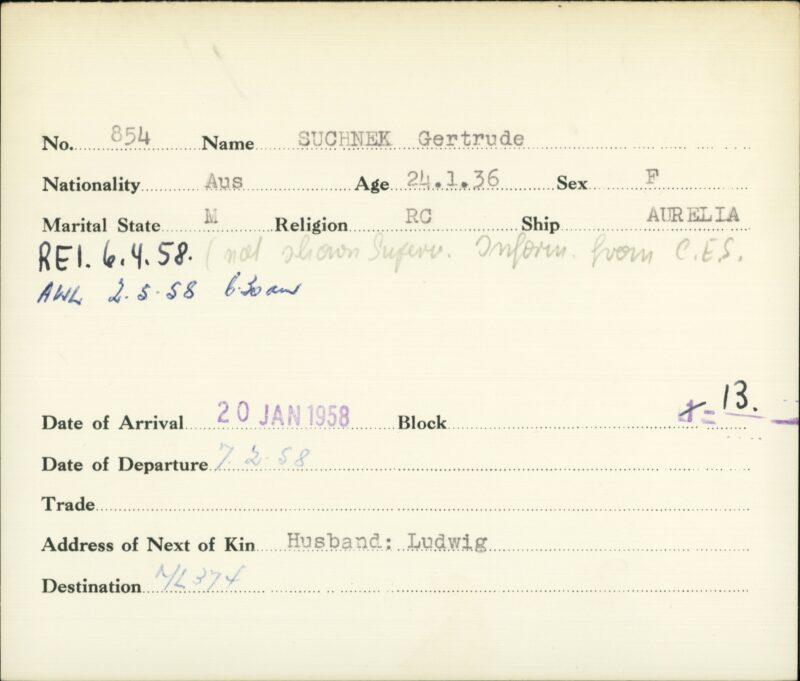 No. 854 Name SUCHNEK Gertrude
Nationality Aus Age 24.1.36 Sex F
Marital State M Religion RC Ship AURELIA
REI. 6.4.58. (not shown Superv. Inform. from C.E.S.
AWL 2.5.58 6.30am
13.
Date of Arrival 20 JAN 1958 Block
Date of Departure 7.2.58
Trade
Address of Next of Kin Husband: Ludwig
Destination ML374